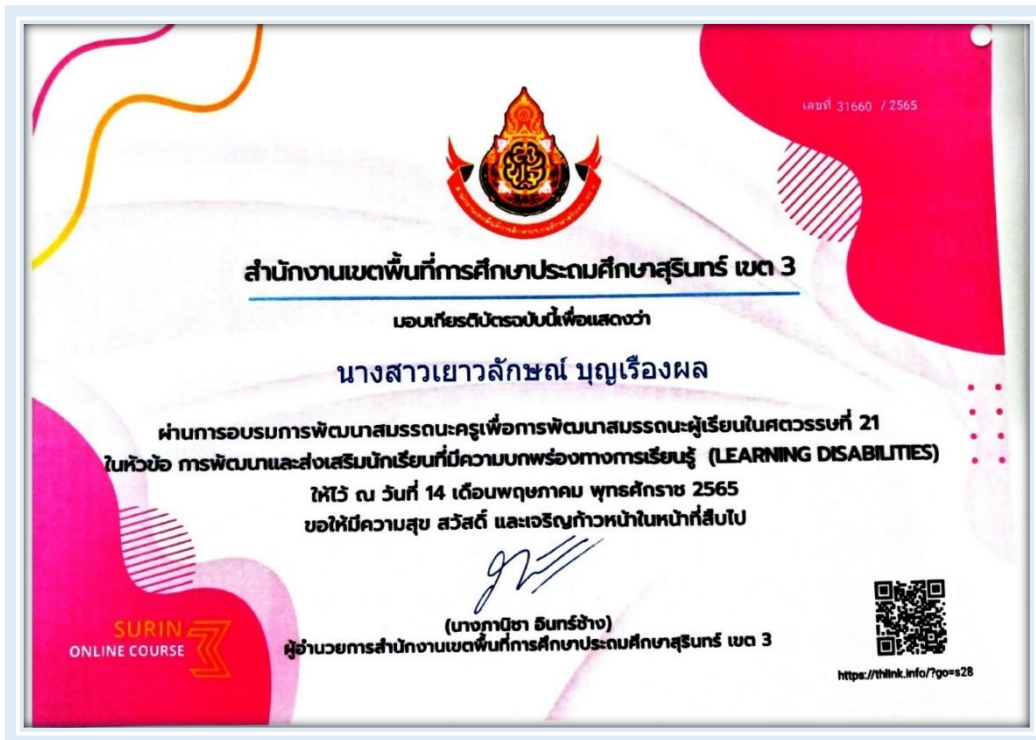 เลขที่ 31660 / 2565
สำนักงานเขตพื้นที่การศึกษาประถมศึกษาสุรินทร์ เขต 3
มอบเกียรติบัตรฉบับนี้เพื่อแสดงว่า
นางสาวเยาวลักษณ์ บุญเรืองผล
ผ่านการอบรมการพัฒนาสมรรถนะครูเพื่อการพัฒนาสมรรถนะผู้เรียนในศตวรรษที่ 21
ในหัวข้อ การพัฒนาและส่งเสริมนักเรียนที่มีความบกพร่องทางการเรียนรู้ (LEARNING DISABILITIES)
ให้ไว้ ณ วันที่ 14 เดือนพฤษภาคม พุทธศักราช 2565
ขอให้มีความสุข สวัสดิ์ และเจริญก้าวหน้าในหน้าที่สืบไป
(นางภานิชา อินทร์ช้าง)
ผู้อำนวยการสำนักงานเขตพื้นที่การศึกษาประถมศึกษาสุรินทร์ เขต 3
SURIN 3
ONLINE COURSE
https://thlink.info/?go=s28